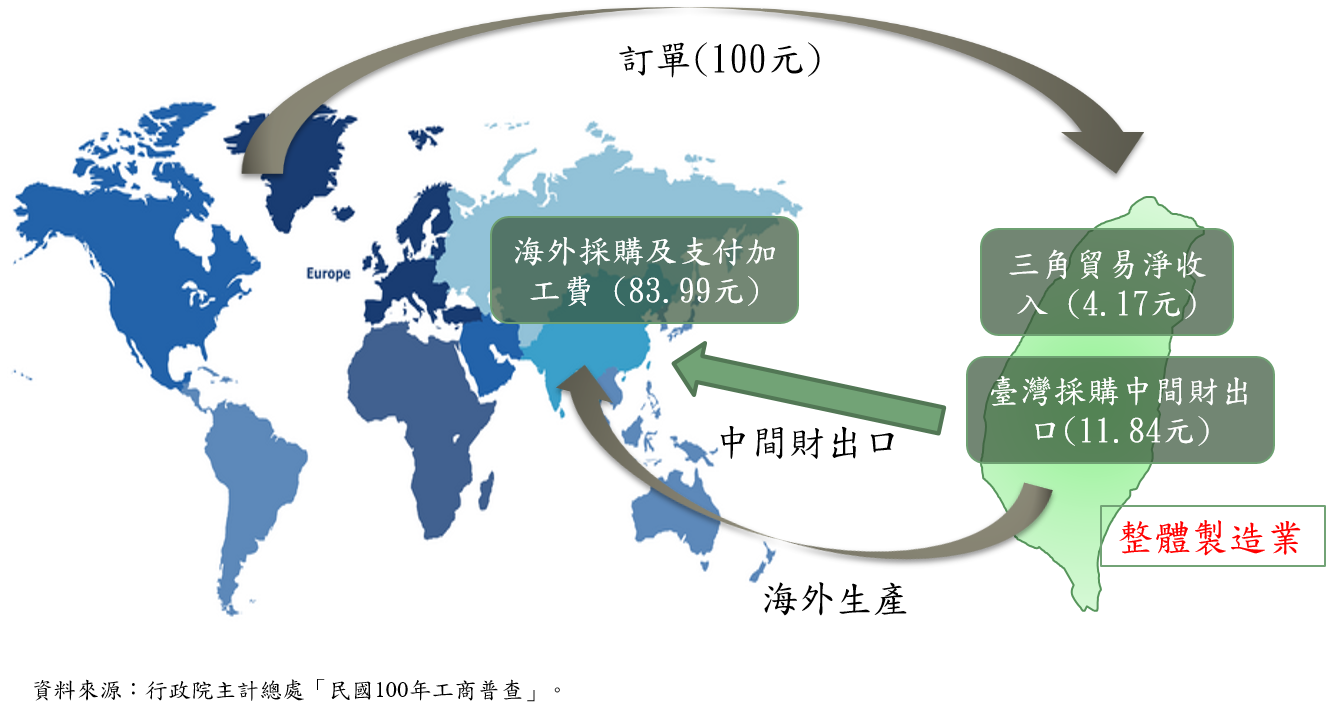 訂單(100元)
Europe
海外採購及支付加
工費 (83.99元)
三角貿易淨收
入 (4.17元)
臺灣採購中間財出
口(11.84元)
中間財出口
整體製造業
海外生產
資料來源：行政院主計總處「民國100年工商普查」。